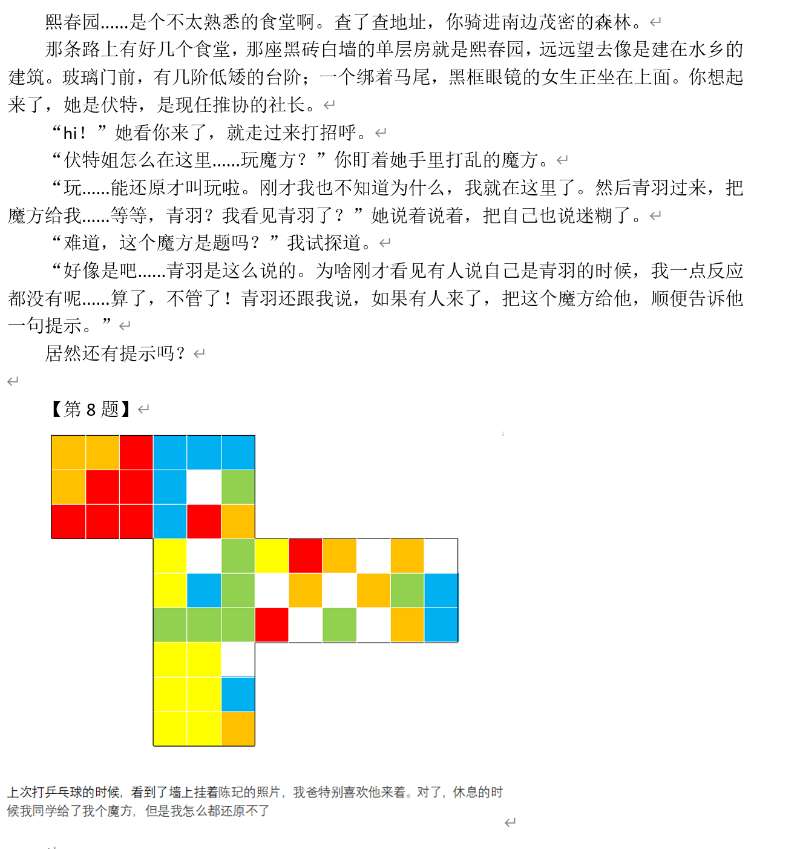 熙春园......是个不太熟悉的食堂啊。查了查地址，你骑进南边茂密的森林。
那条路上有好几个食堂，那座黑砖白墙的单层房就是熙春园，远远望去像是建在水乡的
建筑。玻璃门前，有几阶低矮的台阶；一个绑着马尾，黑框眼镜的女生正坐在上面。你想起
来了，她是伏特，是现任推协的社长。
“hi！”她看你来了，就走过来打招呼。
“伏特姐怎么在这里......玩魔方？”你盯着她手里打乱的魔方。
“玩......能还原才叫玩啦。刚才我也不知道为什么，我就在这里了。然后青羽过来，把
魔方给我......等等，青羽？我看见青羽了？”她说着说着，把自己也说迷糊了。
“难道，这个魔方是题吗？”我试探道。
“好像是吧......青羽是这么说的。为啥刚才看见有人说自己是青羽的时候，我一点反应
都没有呢......算了，不管了！青羽还跟我说，如果有人来了，把这个魔方给他，顺便告诉他
一句提示。”
居然还有提示吗？
【第 8 题】
上次打乒乓球的时候，看到了墙上挂着陈玘的照片，我爸特别喜欢他来着。对了，休息的时
候我同学给了我个魔方，但是我怎么都还原不了